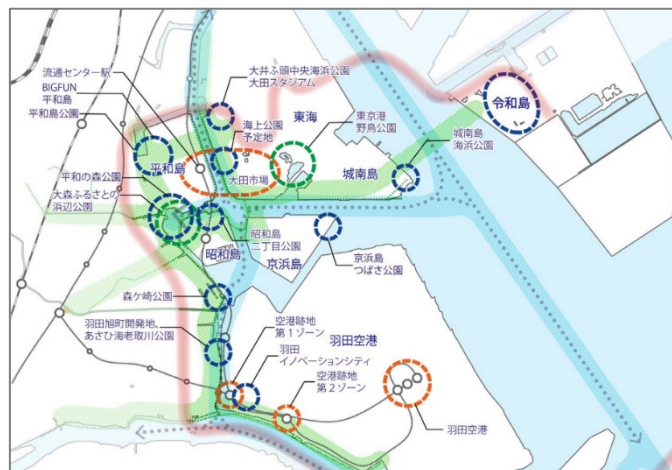 流通センター駅
BIGFUN
平和島
平和島公園
大井ふ頭中央海浜公園
大田スタジアム
東海
海上公園
予定地
東京港
野鳥公園
令和島
城南島
海浜公園
平和島
城南島
大田市場
平和の森公園
大森ふるさとの
浜辺公園
昭和島
昭和島
二丁目公園
京浜島
京浜島
つばさ公園
森ケ崎公園
羽田旭町開発地、
あさひ海老取川公園
空港跡地
第1ゾーン
羽田空港
羽田
イノベーションシティ
空港跡地
第2ゾーン
羽田空港